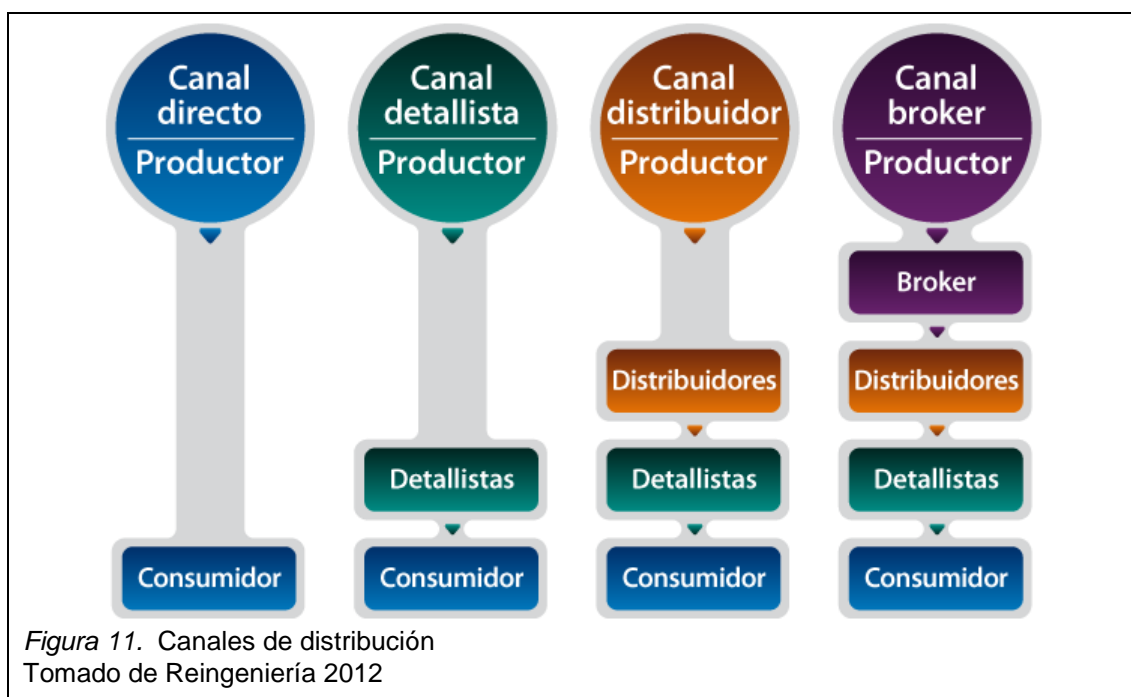 Canal
directo
Productor
Consumidor
Canal
detallista
Productor
Detallistas
Consumidor
Canal
distribuidor
Productor
Distribuidores
Detallistas
Consumidor
Canal
broker
Productor
Broker
Distribuidores
Detallistas
Consumidor
Figura 11. Canales de distribución
Tomado de Reingeniería 2012